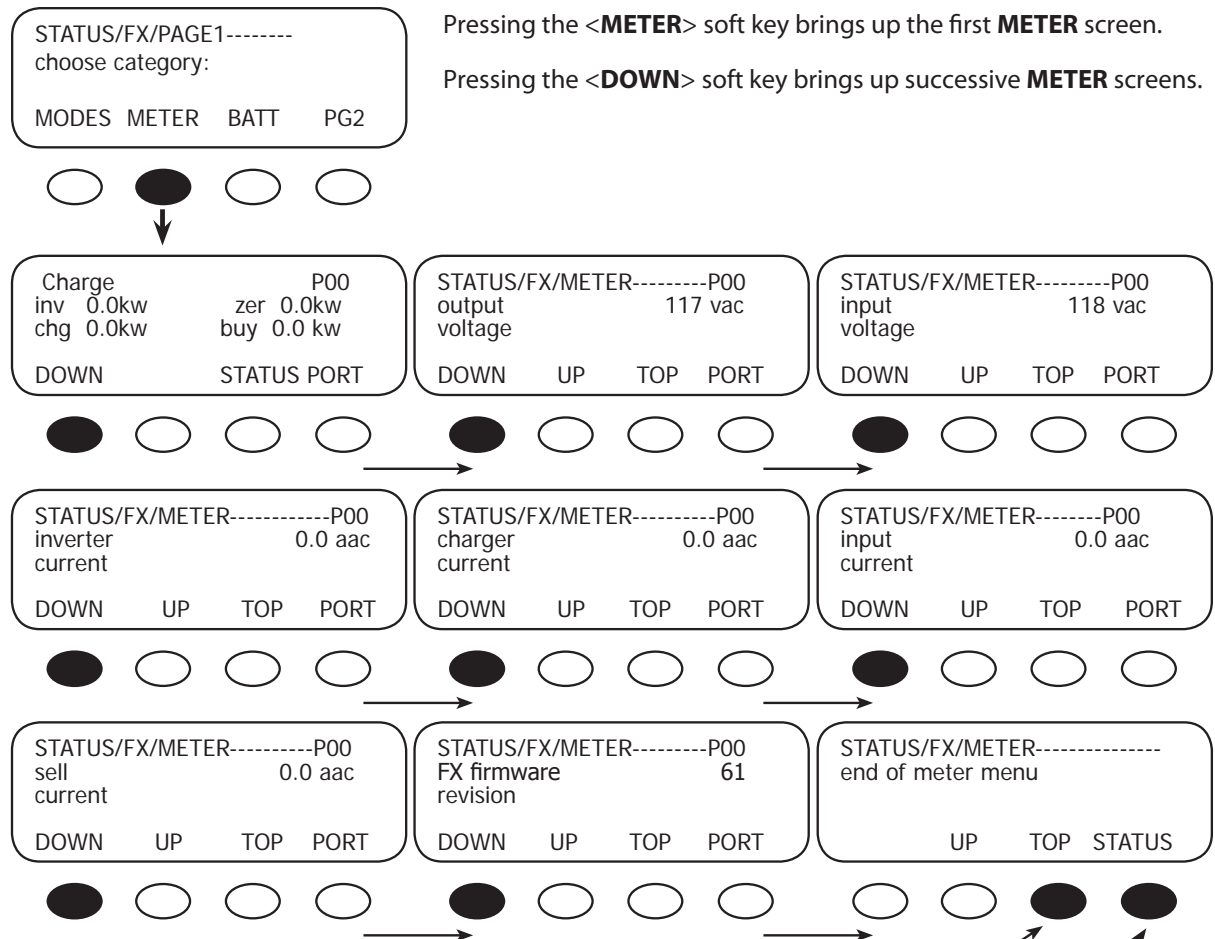 STATUS/FX/PAGE1--------
choose category:
MODES METER BATT PG2
Pressing the <METER> soft key brings up the first METER screen.
Pressing the <DOWN> soft key brings up successive METER screens.
Charge P00
inv 0.0kw zer 0.0kw
chg 0.0kw buy 0.0 kw
DOWN STATUS PORT
STATUS/FX/METER---------P00
output 117 vac
voltage
DOWN UP TOP PORT
STATUS/FX/METER---------P00
input 118 vac
voltage
DOWN UP TOP PORT
STATUS/FX/METER------------P00
inverter 0.0 aac
current
DOWN UP TOP PORT
STATUS/FX/METER----------P00
charger 0.0 aac
current
DOWN UP TOP PORT
STATUS/FX/METER--------P00
input 0.0 aac
current
DOWN UP TOP PORT
STATUS/FX/METER----------P00
sell 0.0 aac
current
DOWN UP TOP PORT
STATUS/FX/METER---------P00
FX firmware 61
revision
DOWN UP TOP PORT
STATUS/FX/METER---------------
end of meter menu
UP TOP STATUS